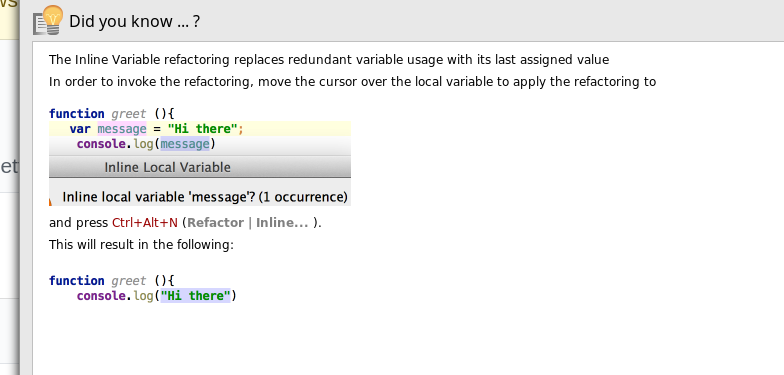 ws
Did you know ... ?
The Inline Variable refactoring replaces redundant variable usage with its last assigned value
In order to invoke the refactoring, move the cursor over the local variable to apply the refactoring to
function greet (){
var message = "Hi there";
console.log(message)
et
Inline Local Variable
Inline local variable 'message'? (1 occurrence)
and press Ctrl+Alt+N (Refactor | Inline... ).
This will result in the following:
function greet (){
console.log("Hi there")